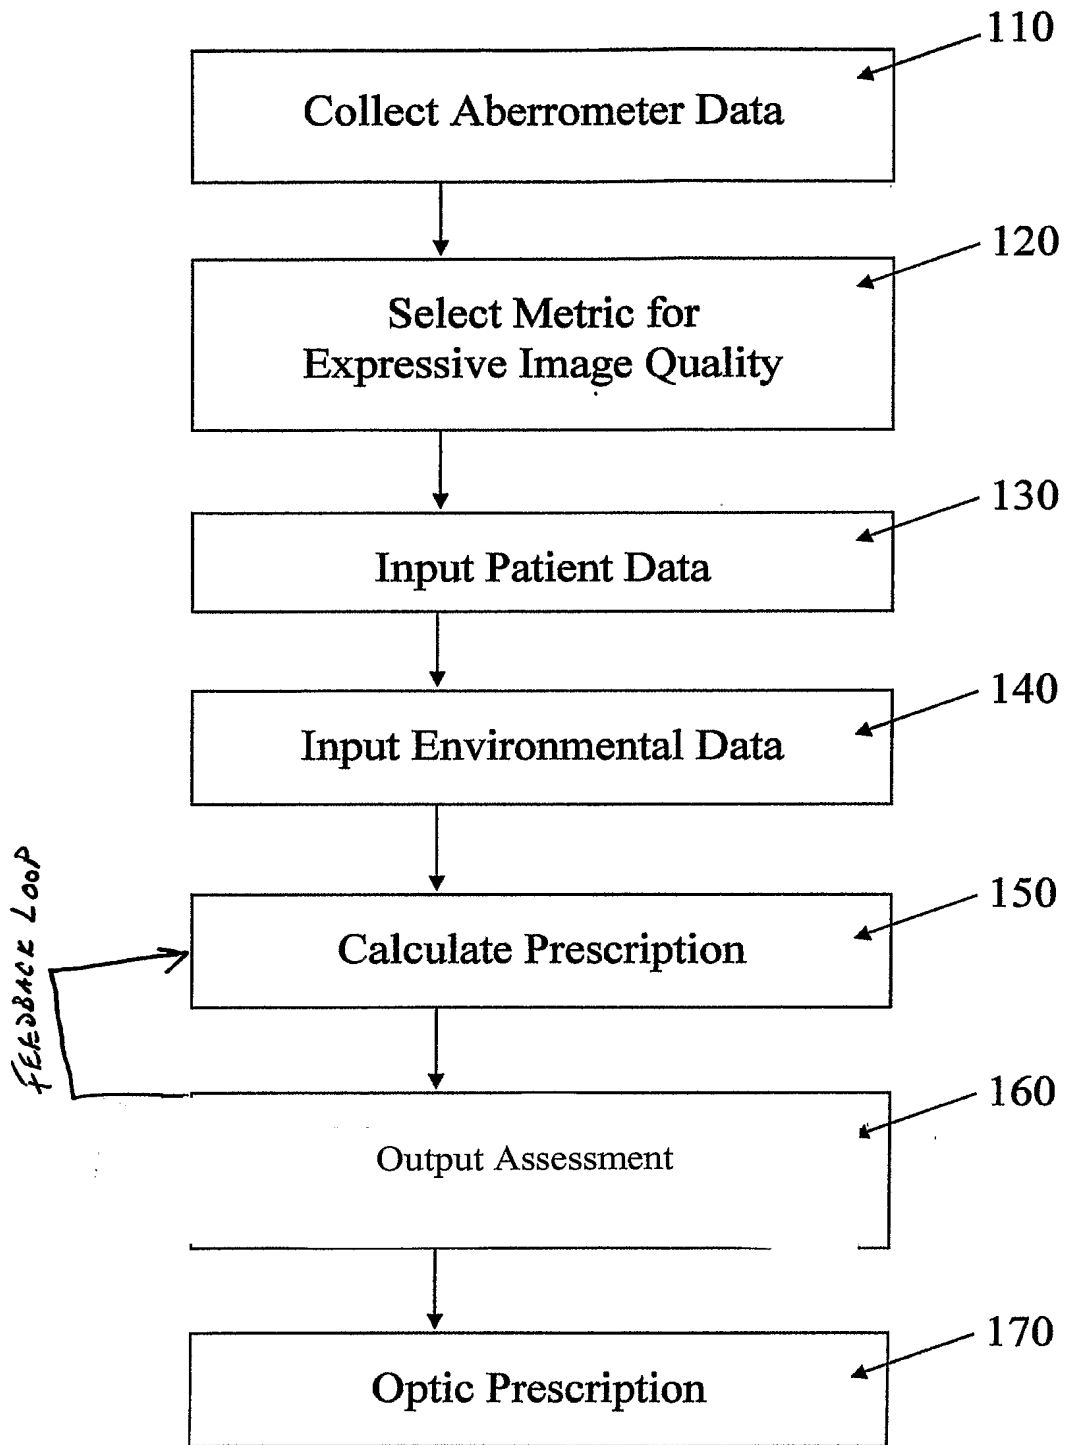 110
Collect Aberrometer Data
120
Select Metric for
Expressive Image Quality
130
Input Patient Data
140
Input Environmental Data
150
Calculate Prescription
FEEDBACK LOOP
160
Output Assessment
170
Optic Prescription